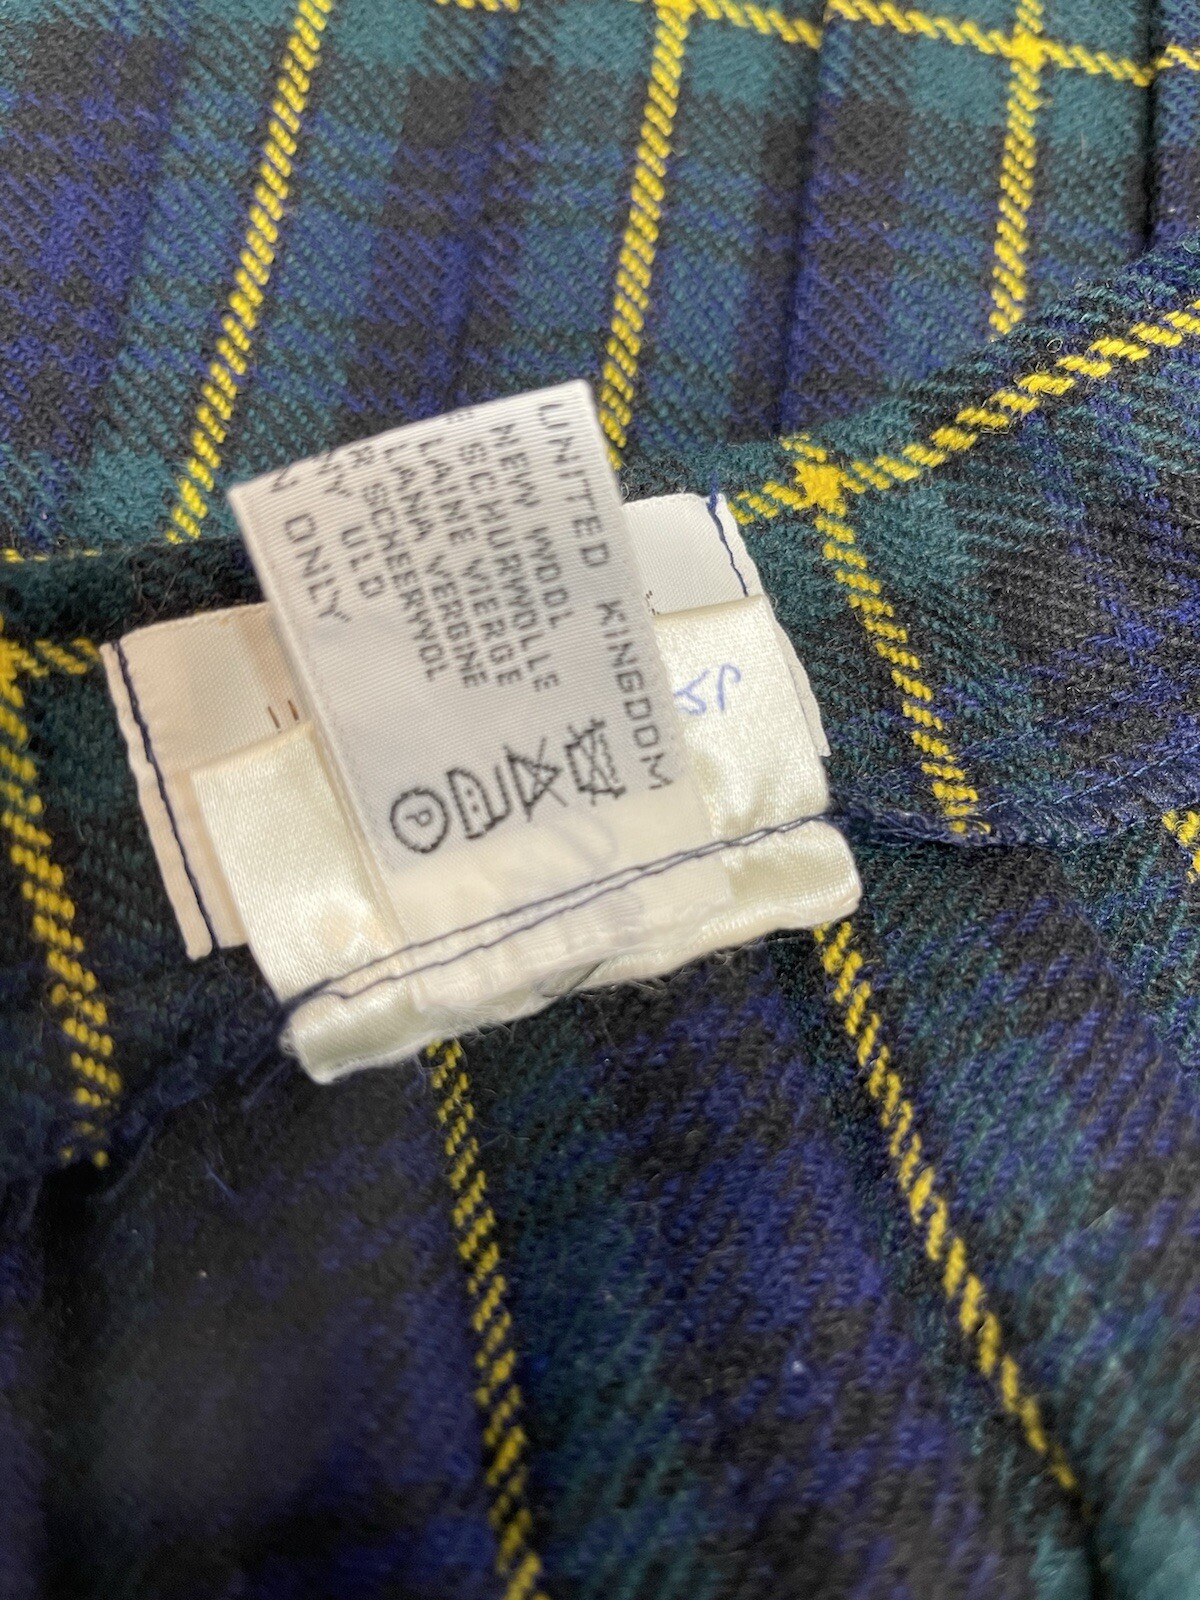 UNITED KINGDOM
NEW WOOL
SCHURWOLLE
LAINE VIERGE
LANA VERGINE
SCHEERWOL
ULD
ONLY
P